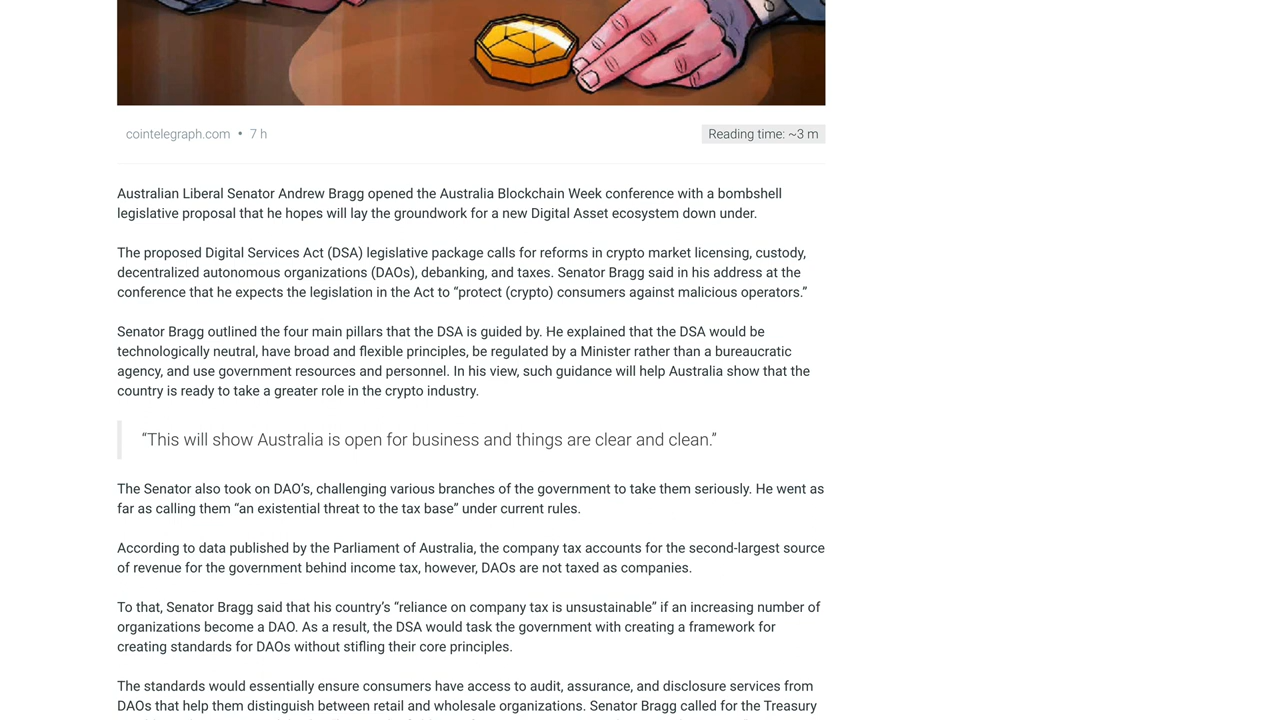 cointelegraph.com • 7 h
Reading time: ~3 m
Australian Liberal Senator Andrew Bragg opened the Australia Blockchain Week conference with a bombshell
legislative proposal that he hopes will lay the groundwork for a new Digital Asset ecosystem down under.
The proposed Digital Services Act (DSA) legislative package calls for reforms in crypto market licensing, custody,
decentralized autonomous organizations (DAOs), debanking, and taxes. Senator Bragg said in his address at the
conference that he expects the legislation in the Act to “protect (crypto) consumers against malicious operators.”
Senator Bragg outlined the four main pillars that the DSA is guided by. He explained that the DSA would be
technologically neutral, have broad and flexible principles, be regulated by a Minister rather than a bureaucratic
agency, and use government resources and personnel. In his view, such guidance will help Australia show that the
country is ready to take a greater role in the crypto industry.
“This will show Australia is open for business and things are clear and clean.”
The Senator also took on DAO’s, challenging various branches of the government to take them seriously. He went as
far as calling them “an existential threat to the tax base” under current rules.
According to data published by the Parliament of Australia, the company tax accounts for the second-largest source
of revenue for the government behind income tax, however, DAOs are not taxed as companies.
To that, Senator Bragg said that his country’s “reliance on company tax is unsustainable” if an increasing number of
organizations become a DAO. As a result, the DSA would task the government with creating a framework for
creating standards for DAOs without stifling their core principles.
The standards would essentially ensure consumers have access to audit, assurance, and disclosure services from
DAOs that help them distinguish between retail and wholesale organizations. Senator Bragg called for the Treasury